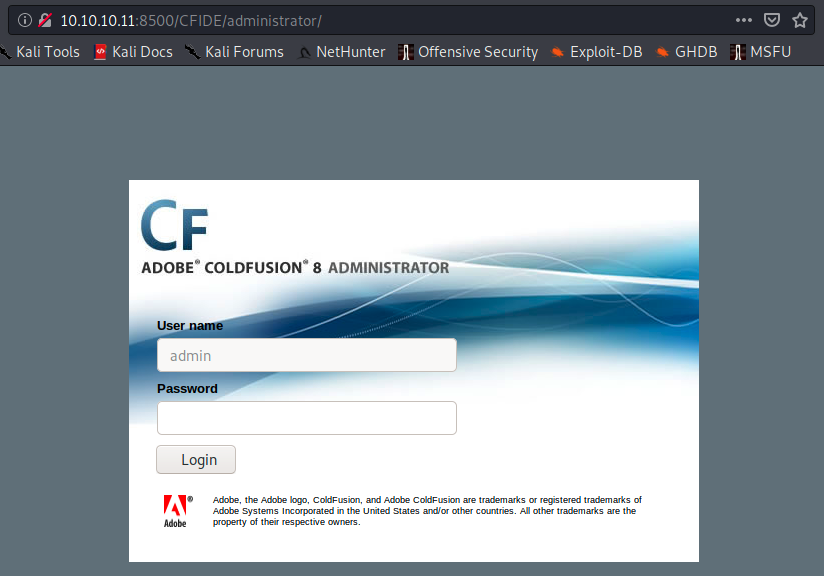 10.10.10.11:8500/CFIDE/administrator/
Kali Tools Kali Docs Kali Forums NetHunter Offensive Security Exploit-DB GHDB MSFU
CF
ADOBE® COLDFUSION® 8 ADMINISTRATOR
User name
admin
Password
Login
Adobe, the Adobe logo, ColdFusion, and Adobe ColdFusion are trademarks or registered trademarks of
Adobe Systems Incorporated in the United States and/or other countries. All other trademarks are the
property of their respective owners.
®
Adobe